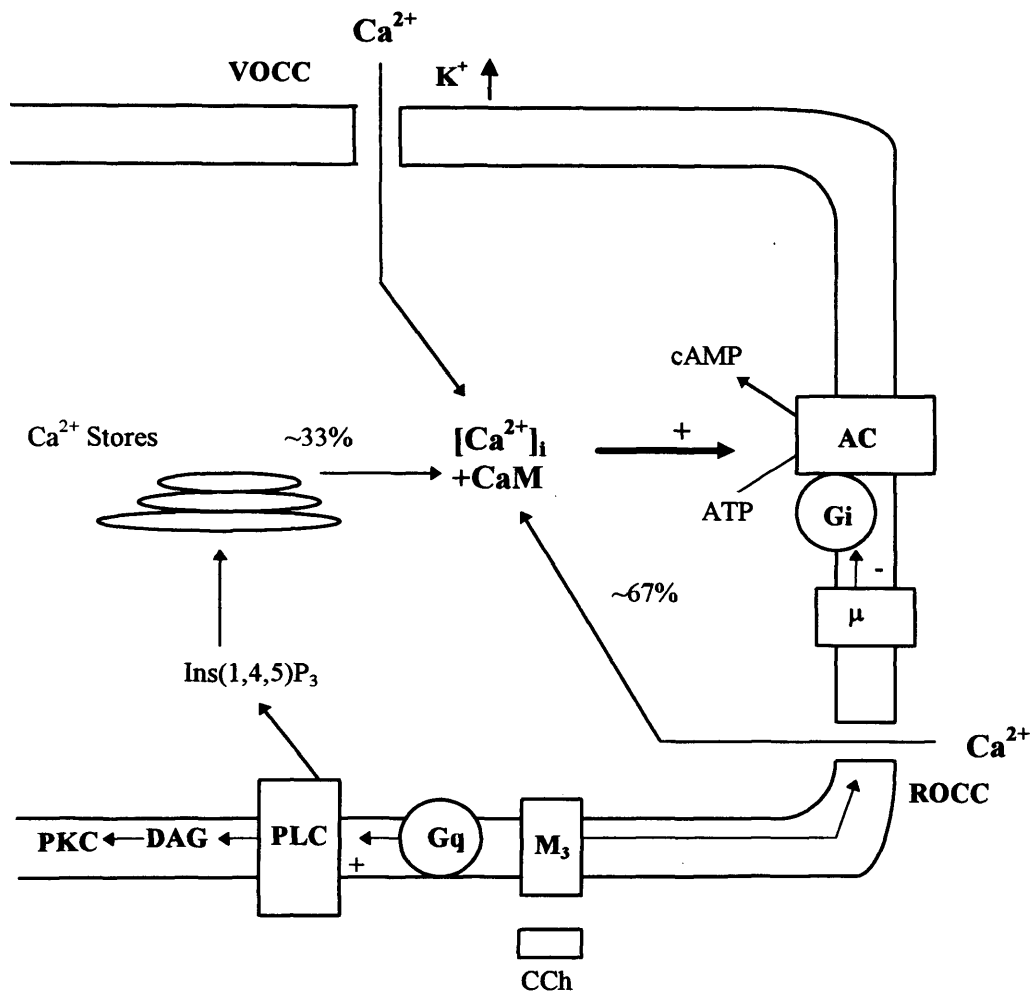 Ca²⁺
VOCC
K⁺
cAMP
Ca²⁺ Stores
~33%
[Ca²⁺]ᵢ
+CaM
+
AC
ATP
Gi
-
~67%
μ
Ins(1,4,5)P₃
Ca²⁺
ROCC
PKC
DAG
PLC
+
Gq
M₃
CCh